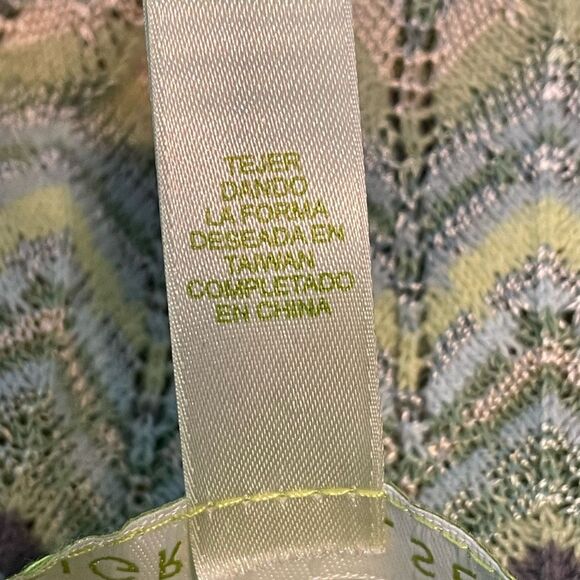 TEJER
DANDO
LA FORMA
DESEADA EN
TAIWAN
COMPLETADO
EN CHINA